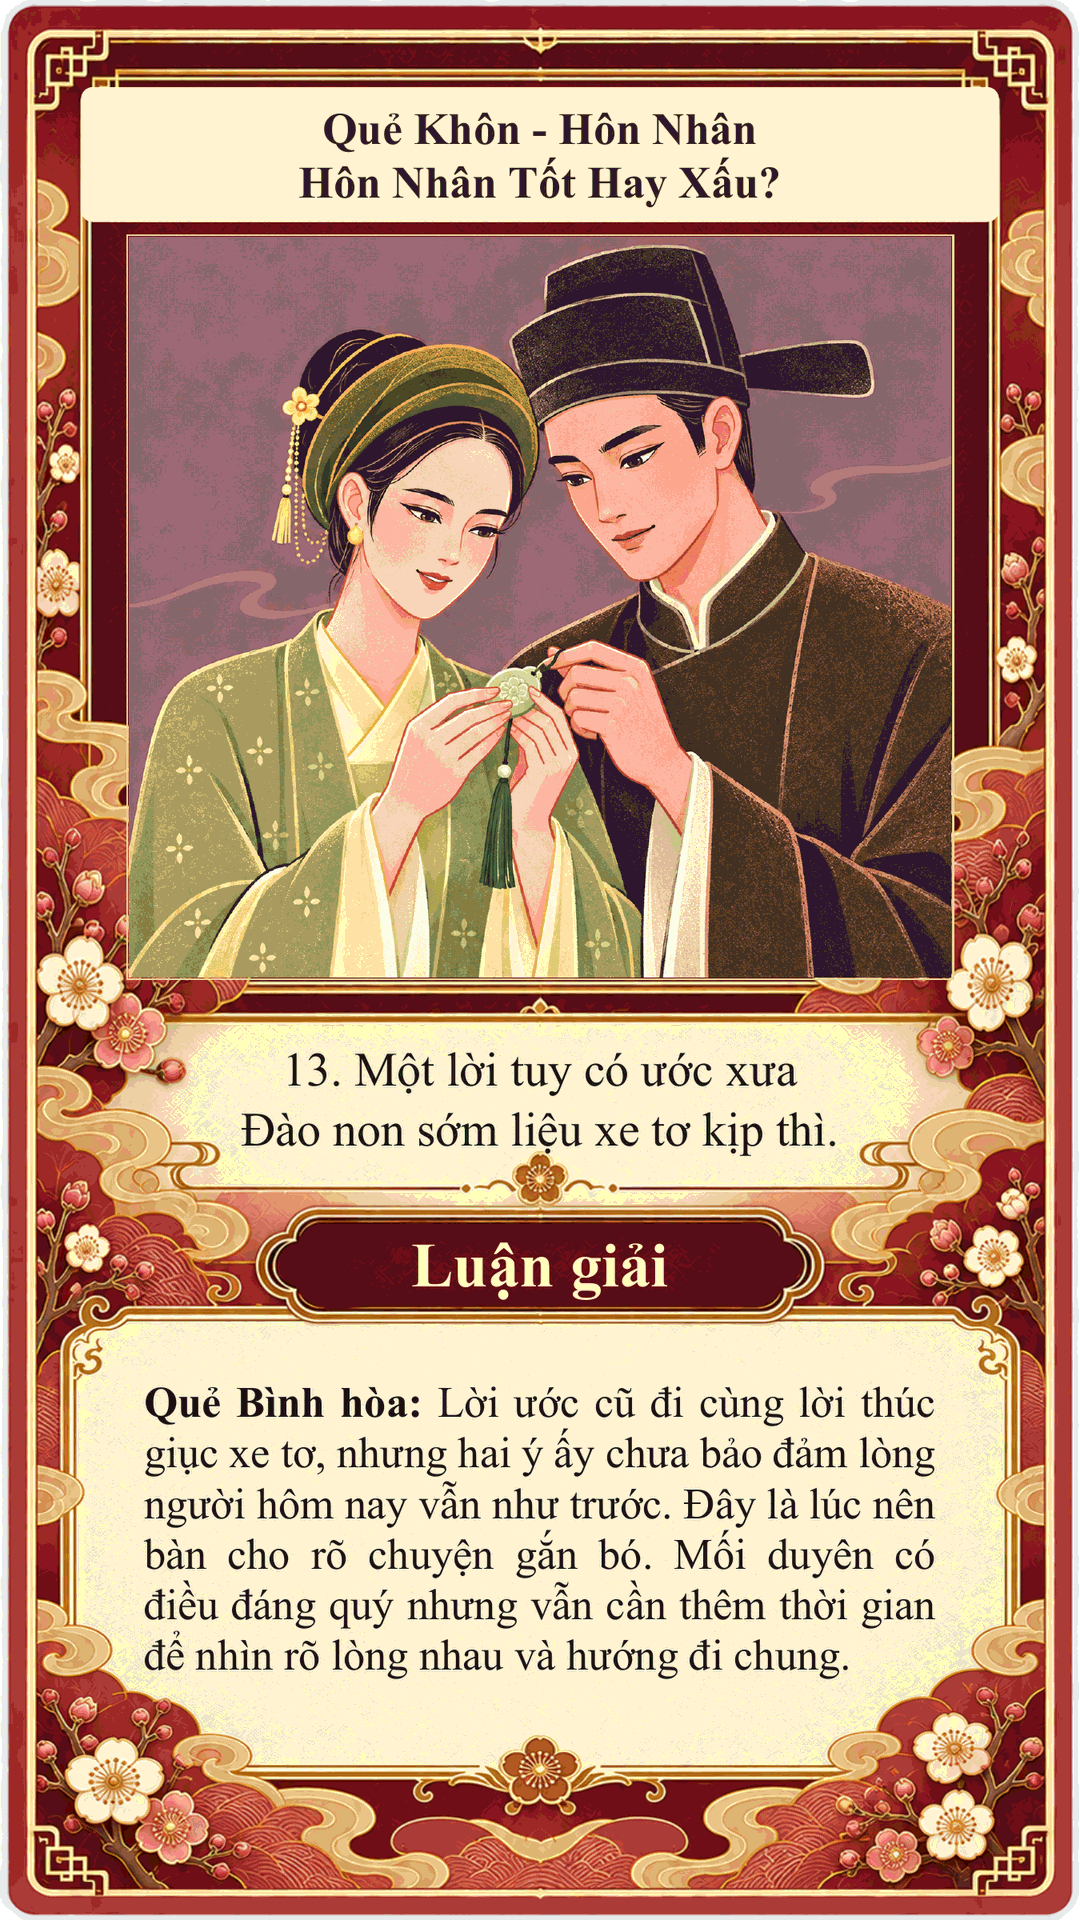 Quẻ Khôn - Hôn Nhân
Hôn Nhân Tốt Hay Xấu?
13. Một lời tuy có ước xưa
Đào non sớm liệu xe tơ kịp thì.
Luận giải
Quẻ Bình hòa: Lời ước cũ đi cùng lời thúc
giục xe tơ, nhưng hai ý ấy chưa bảo đảm lòng
người hôm nay vẫn như trước. Đây là lúc nên
bàn cho rõ chuyện gắn bó. Mối duyên có
điều đáng quý nhưng vẫn cần thêm thời gian
để nhìn rõ lòng nhau và hướng đi chung.